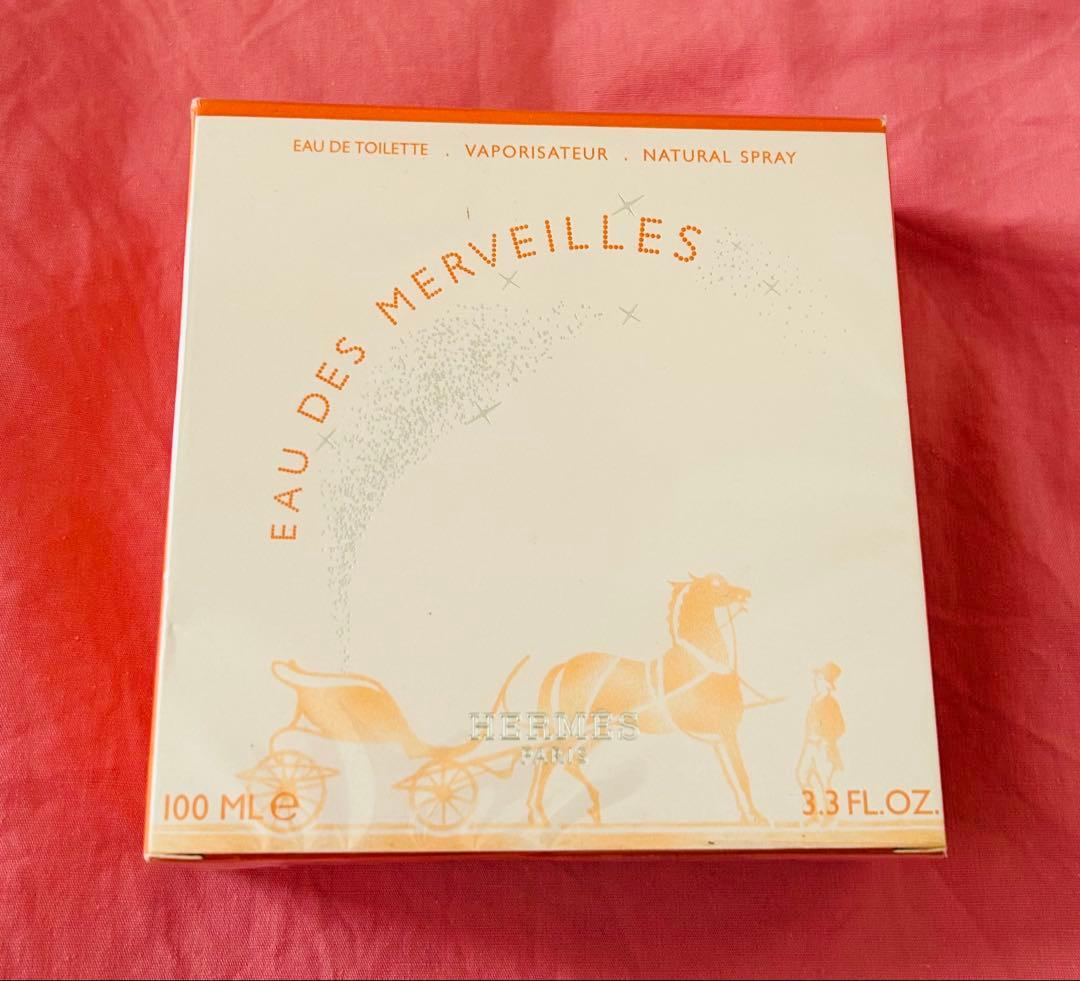 EAU DE TOILETTE . VAPORISATEUR . NATURAL SPRAY
EAU DES MERVEILLES
HERMÈS
PARIS
100 ML ℮
3.3 FL.OZ.